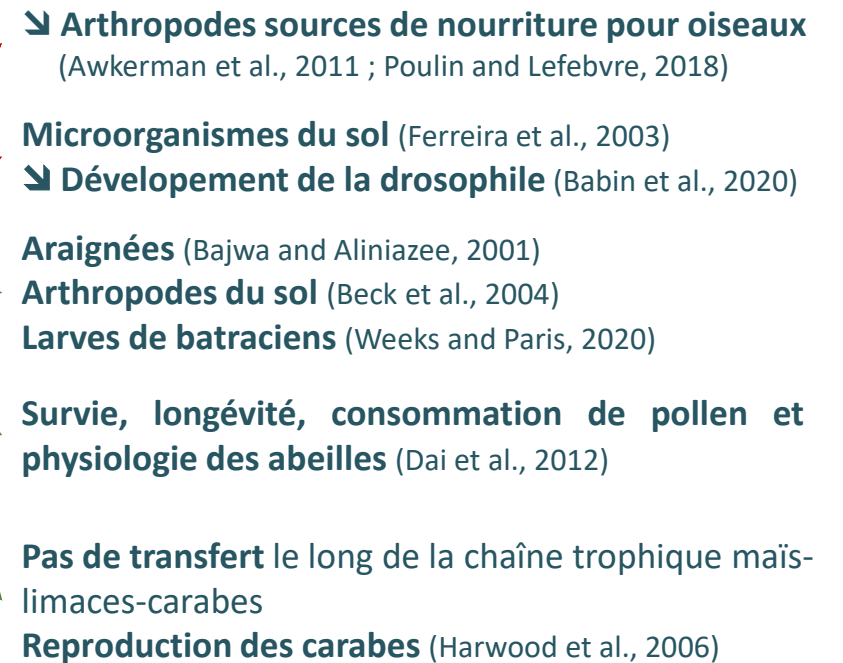 ⬊ Arthropodes sources de nourriture pour oiseaux
(Awkerman et al., 2011 ; Poulin and Lefebvre, 2018)
Microorganismes du sol (Ferreira et al., 2003)
⬊ Dévelopement de la drosophile (Babin et al., 2020)
Araignées (Bajwa and Aliniazee, 2001)
Arthropodes du sol (Beck et al., 2004)
Larves de batraciens (Weeks and Paris, 2020)
Survie, longévité, consommation de pollen et
physiologie des abeilles (Dai et al., 2012)
Pas de transfert le long de la chaîne trophique maïs-
limaces-carabes
Reproduction des carabes (Harwood et al., 2006)